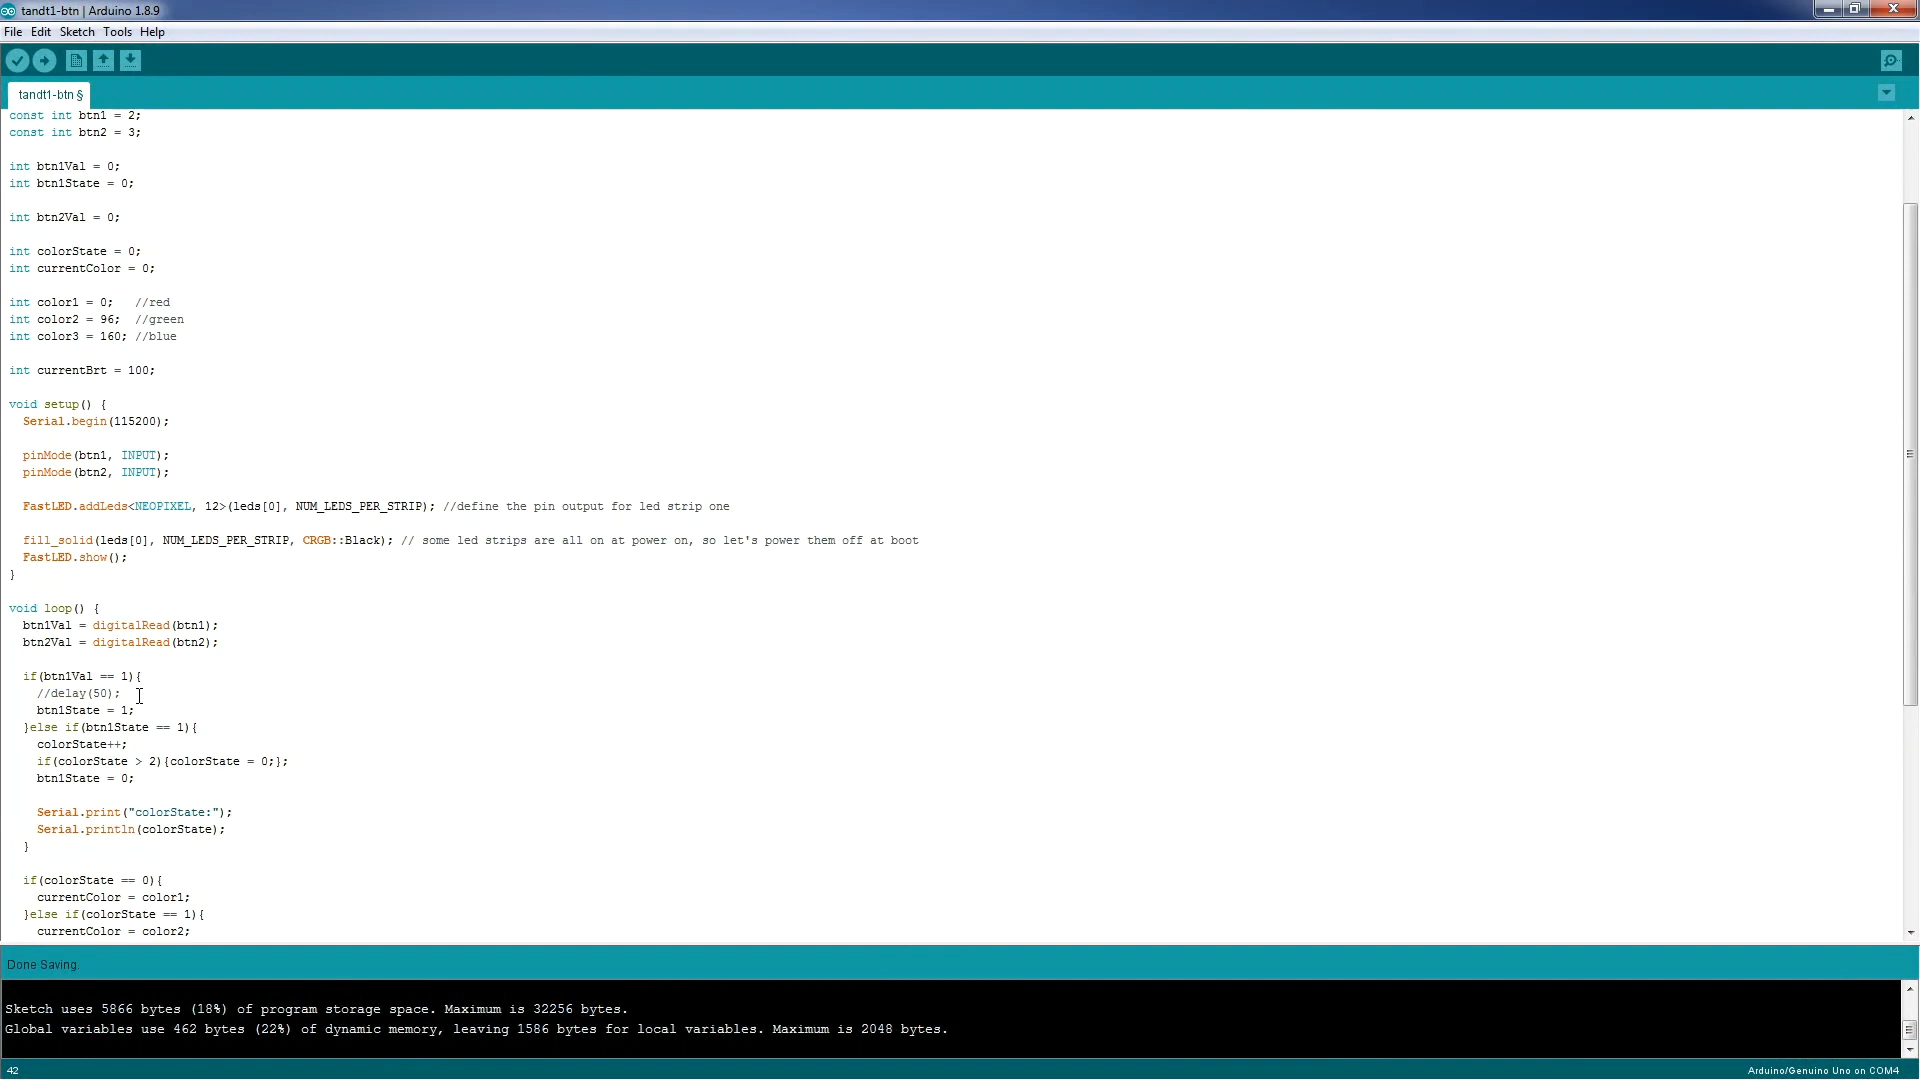 tandt1-btn | Arduino 1.8.9
File Edit Sketch Tools Help
tandt1-btn §
const int btn1 = 2;
const int btn2 = 3;
int btn1Val = 0;
int btn1State = 0;
int btn2Val = 0;
int colorState = 0;
int currentColor = 0;
int color1 = 0;   //red
int color2 = 96;  //green
int color3 = 160; //blue
int currentBrt = 100;
void setup() {
  Serial.begin(115200);
  pinMode(btn1, INPUT);
  pinMode(btn2, INPUT);
  FastLED.addLeds<NEOPIXEL, 12>(leds[0], NUM_LEDS_PER_STRIP); //define the pin output for led strip one
  fill_solid(leds[0], NUM_LEDS_PER_STRIP, CRGB::Black); // some led strips are all on at power on, so let's power them off at boot
  FastLED.show();
}
void loop() {
  btn1Val = digitalRead(btn1);
  btn2Val = digitalRead(btn2);
  if(btn1Val == 1){
    //delay(50);
    btn1State = 1;
  }else if(btn1State == 1){
    colorState++;
    if(colorState > 2){colorState = 0;};
    btn1State = 0;
    Serial.print("colorState:");
    Serial.println(colorState);
  }
  if(colorState == 0){
    currentColor = color1;
  }else if(colorState == 1){
    currentColor = color2;
Done Saving.
Sketch uses 5866 bytes (18%) of program storage space. Maximum is 32256 bytes.
Global variables use 462 bytes (22%) of dynamic memory, leaving 1586 bytes for local variables. Maximum is 2048 bytes.
42
Arduino/Genuino Uno on COM4